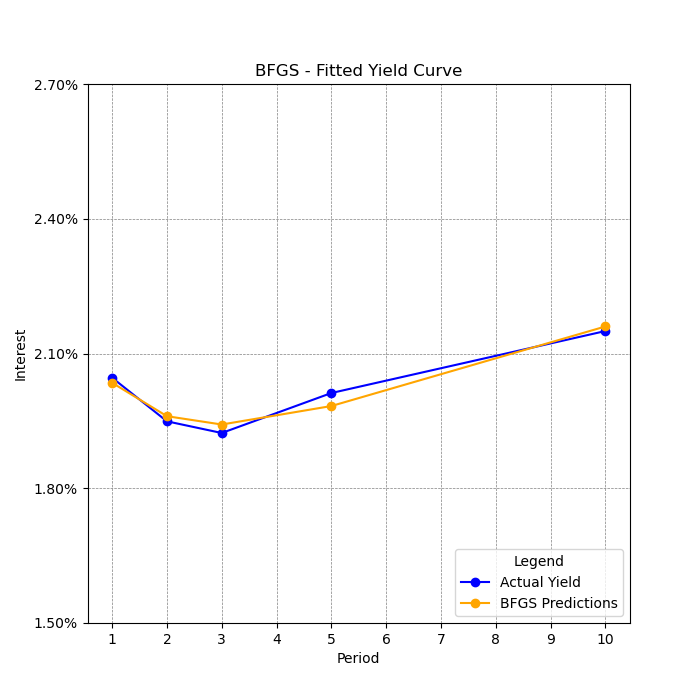 BFGS - Fitted Yield Curve
2.70%
2.40%
2.10%
1.80%
1.50%
Interest
1 2 3 4 5 6 7 8 9 10
Period
Legend
Actual Yield
BFGS Predictions